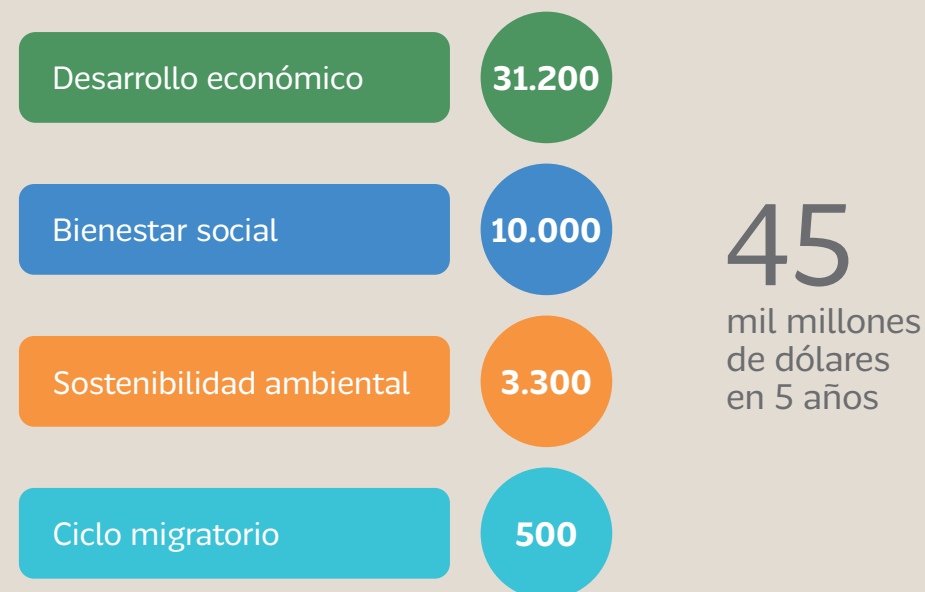 Desarrollo económico
31.200
Bienestar social
10.000
Sostenibilidad ambiental
3.300
Ciclo migratorio
500
45
mil millones
de dólares
en 5 años